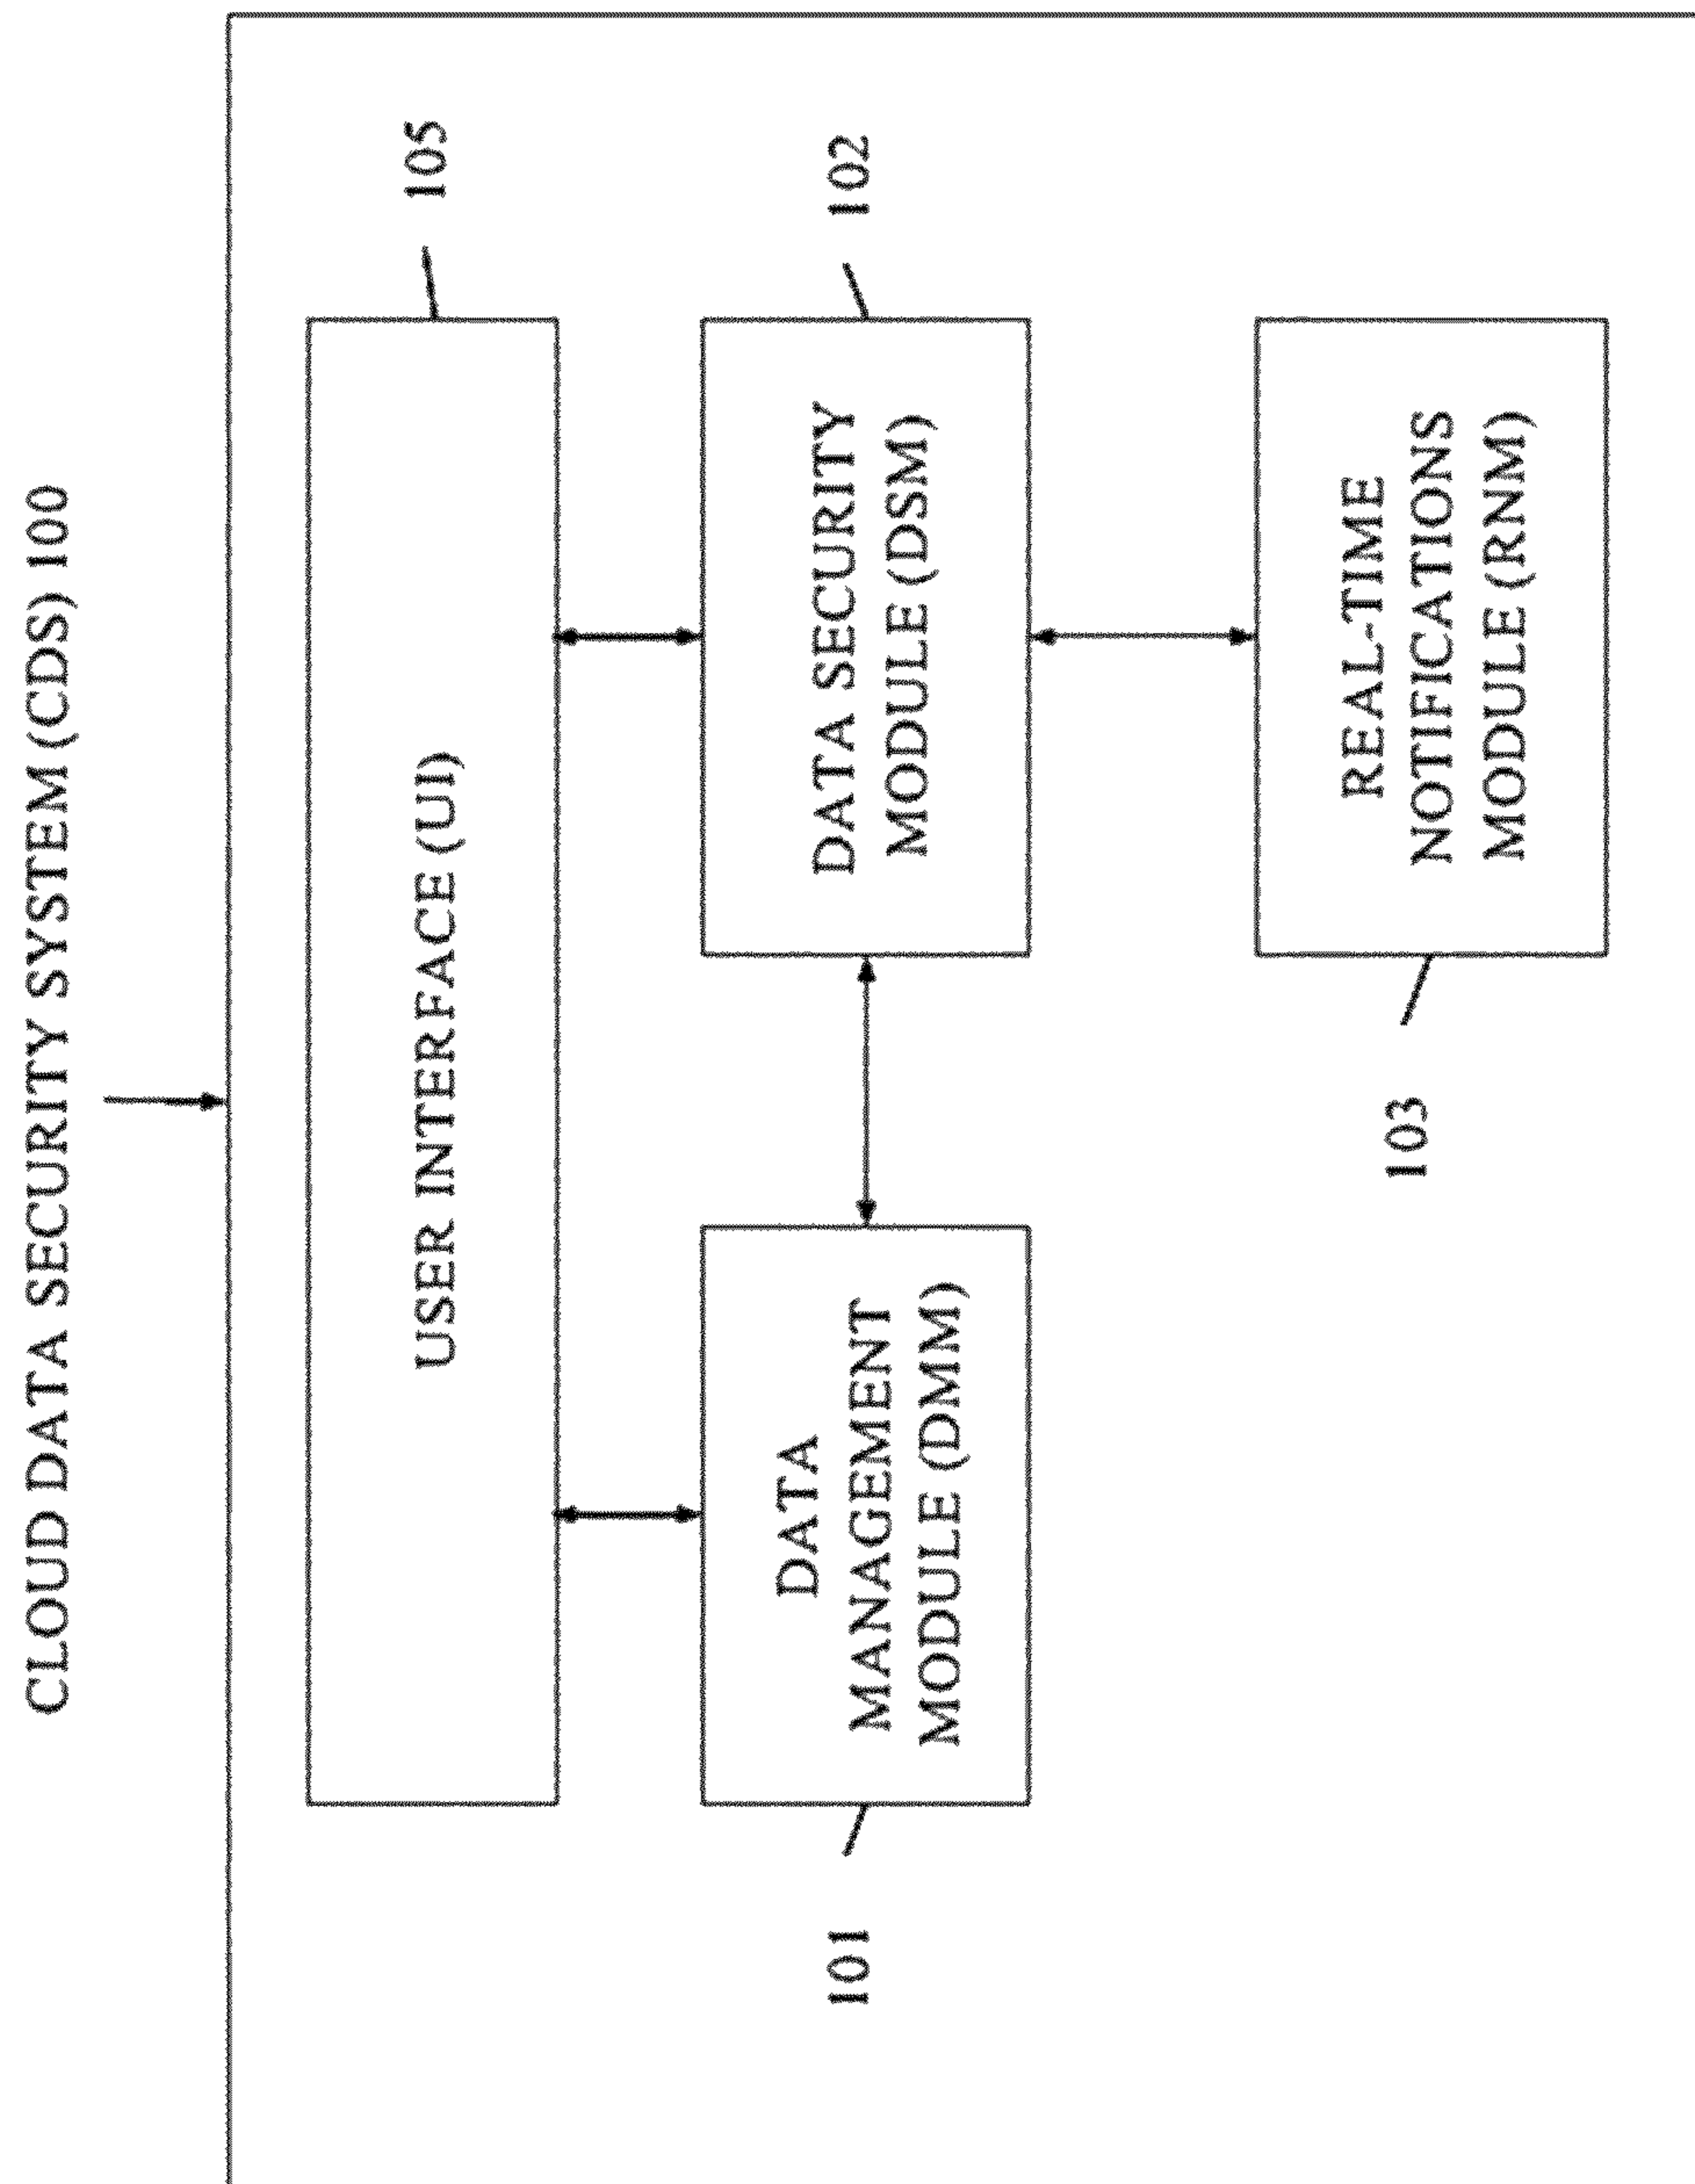 CLOUD DATA SECURITY SYSTEM (CDS) 100
105
USER INTERFACE (UI)
101
DATA
MANAGEMENT
MODULE (DMM)
DATA SECURITY
MODULE (DSM)
102
103
REAL-TIME
NOTIFICATIONS
MODULE (RNM)